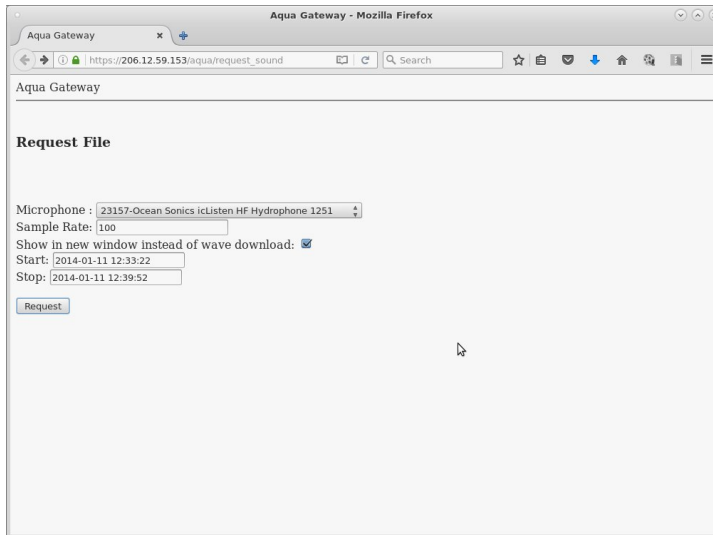 Aqua Gateway - Mozilla Firefox
Aqua Gateway
https://206.12.59.153/aqua/request_sound
Search
Aqua Gateway
Request File
Microphone : 23157-Ocean Sonics icListen HF Hydrophone 1251
Sample Rate: 100
Show in new window instead of wave download:
Start: 2014-01-11 12:33:22
Stop: 2014-01-11 12:39:52
Request